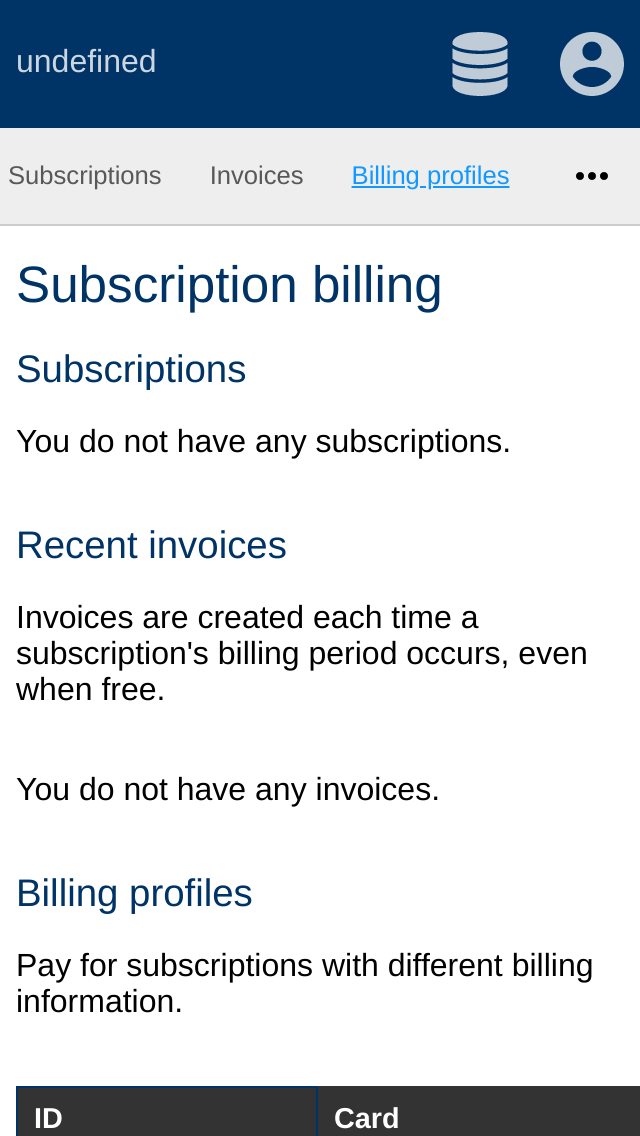 undefined
Subscriptions Invoices Billing profiles
Subscription billing
Subscriptions
You do not have any subscriptions.
Recent invoices
Invoices are created each time a
subscription's billing period occurs, even
when free.
You do not have any invoices.
Billing profiles
Pay for subscriptions with different billing
information.
ID Card